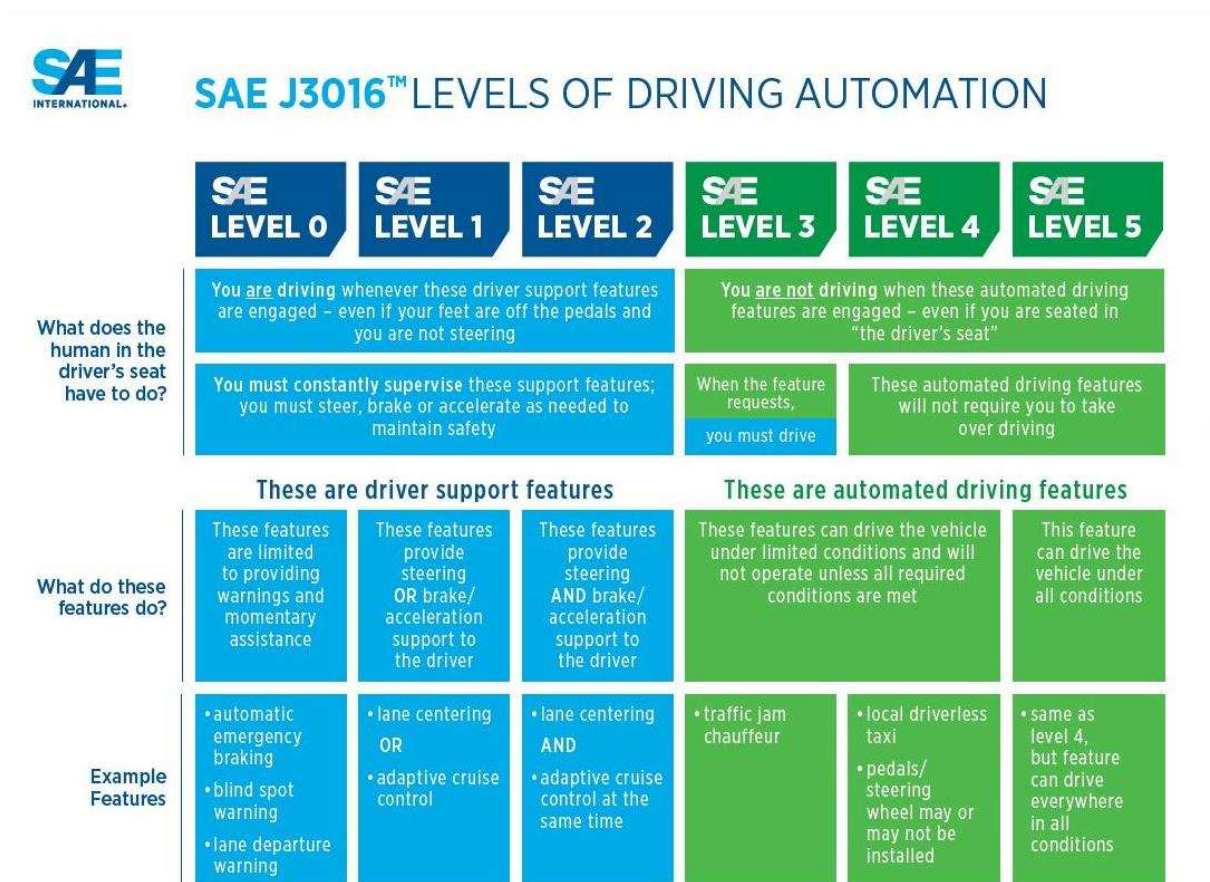 SAE
INTERNATIONAL®
SAE J3016™ LEVELS OF DRIVING AUTOMATION
SAE
LEVEL 0
SAE
LEVEL 1
SAE
LEVEL 2
SAE
LEVEL 3
SAE
LEVEL 4
SAE
LEVEL 5
What does the
human in the
driver's seat
have to do?
You are driving whenever these driver support features
are engaged – even if your feet are off the pedals and
you are not steering
You are not driving when these automated driving
features are engaged – even if you are seated in
"the driver's seat"
You must constantly supervise these support features;
you must steer, brake or accelerate as needed to
maintain safety
When the feature
requests,
you must drive
These automated driving features
will not require you to take
over driving
These are driver support features
These are automated driving features
What do these
features do?
These features
are limited
to providing
warnings and
momentary
assistance
These features
provide
steering
OR brake/
acceleration
support to
the driver
These features
provide
steering
AND brake/
acceleration
support to
the driver
These features can drive the vehicle
under limited conditions and will
not operate unless all required
conditions are met
This feature
can drive the
vehicle under
all conditions
Example
Features
•automatic
emergency
braking
•blind spot
warning
•lane departure
warning
•lane centering
OR
•adaptive cruise
control
•lane centering
AND
•adaptive cruise
control at the
same time
•traffic jam
chauffeur
•local driverless
taxi
•pedals/
steering
wheel may or
may not be
installed
•same as
level 4,
but feature
can drive
everywhere
in all
conditions